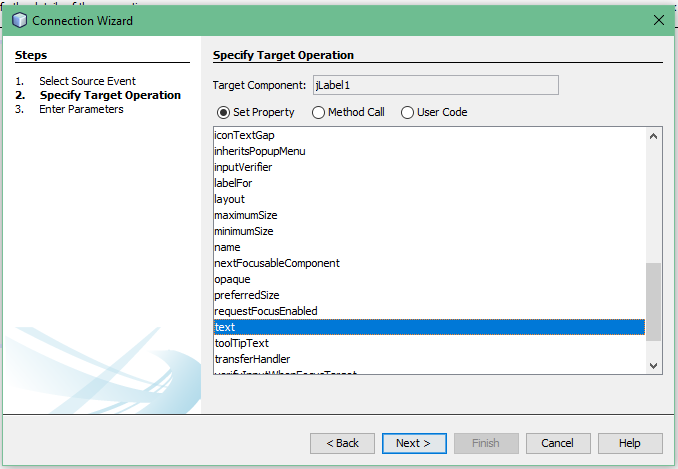 Connection Wizard
Steps
1. Select Source Event
2. Specify Target Operation
3. Enter Parameters
Specify Target Operation
Target Component: jLabel1
Set Property Method Call User Code
iconTextGap
inheritsPopupMenu
inputVerifier
labelFor
layout
maximumSize
minimumSize
name
nextFocusableComponent
opaque
preferredSize
requestFocusEnabled
text
toolTipText
transferHandler
verifyInputWhenFocusTarget
< Back Next > Finish Cancel Help